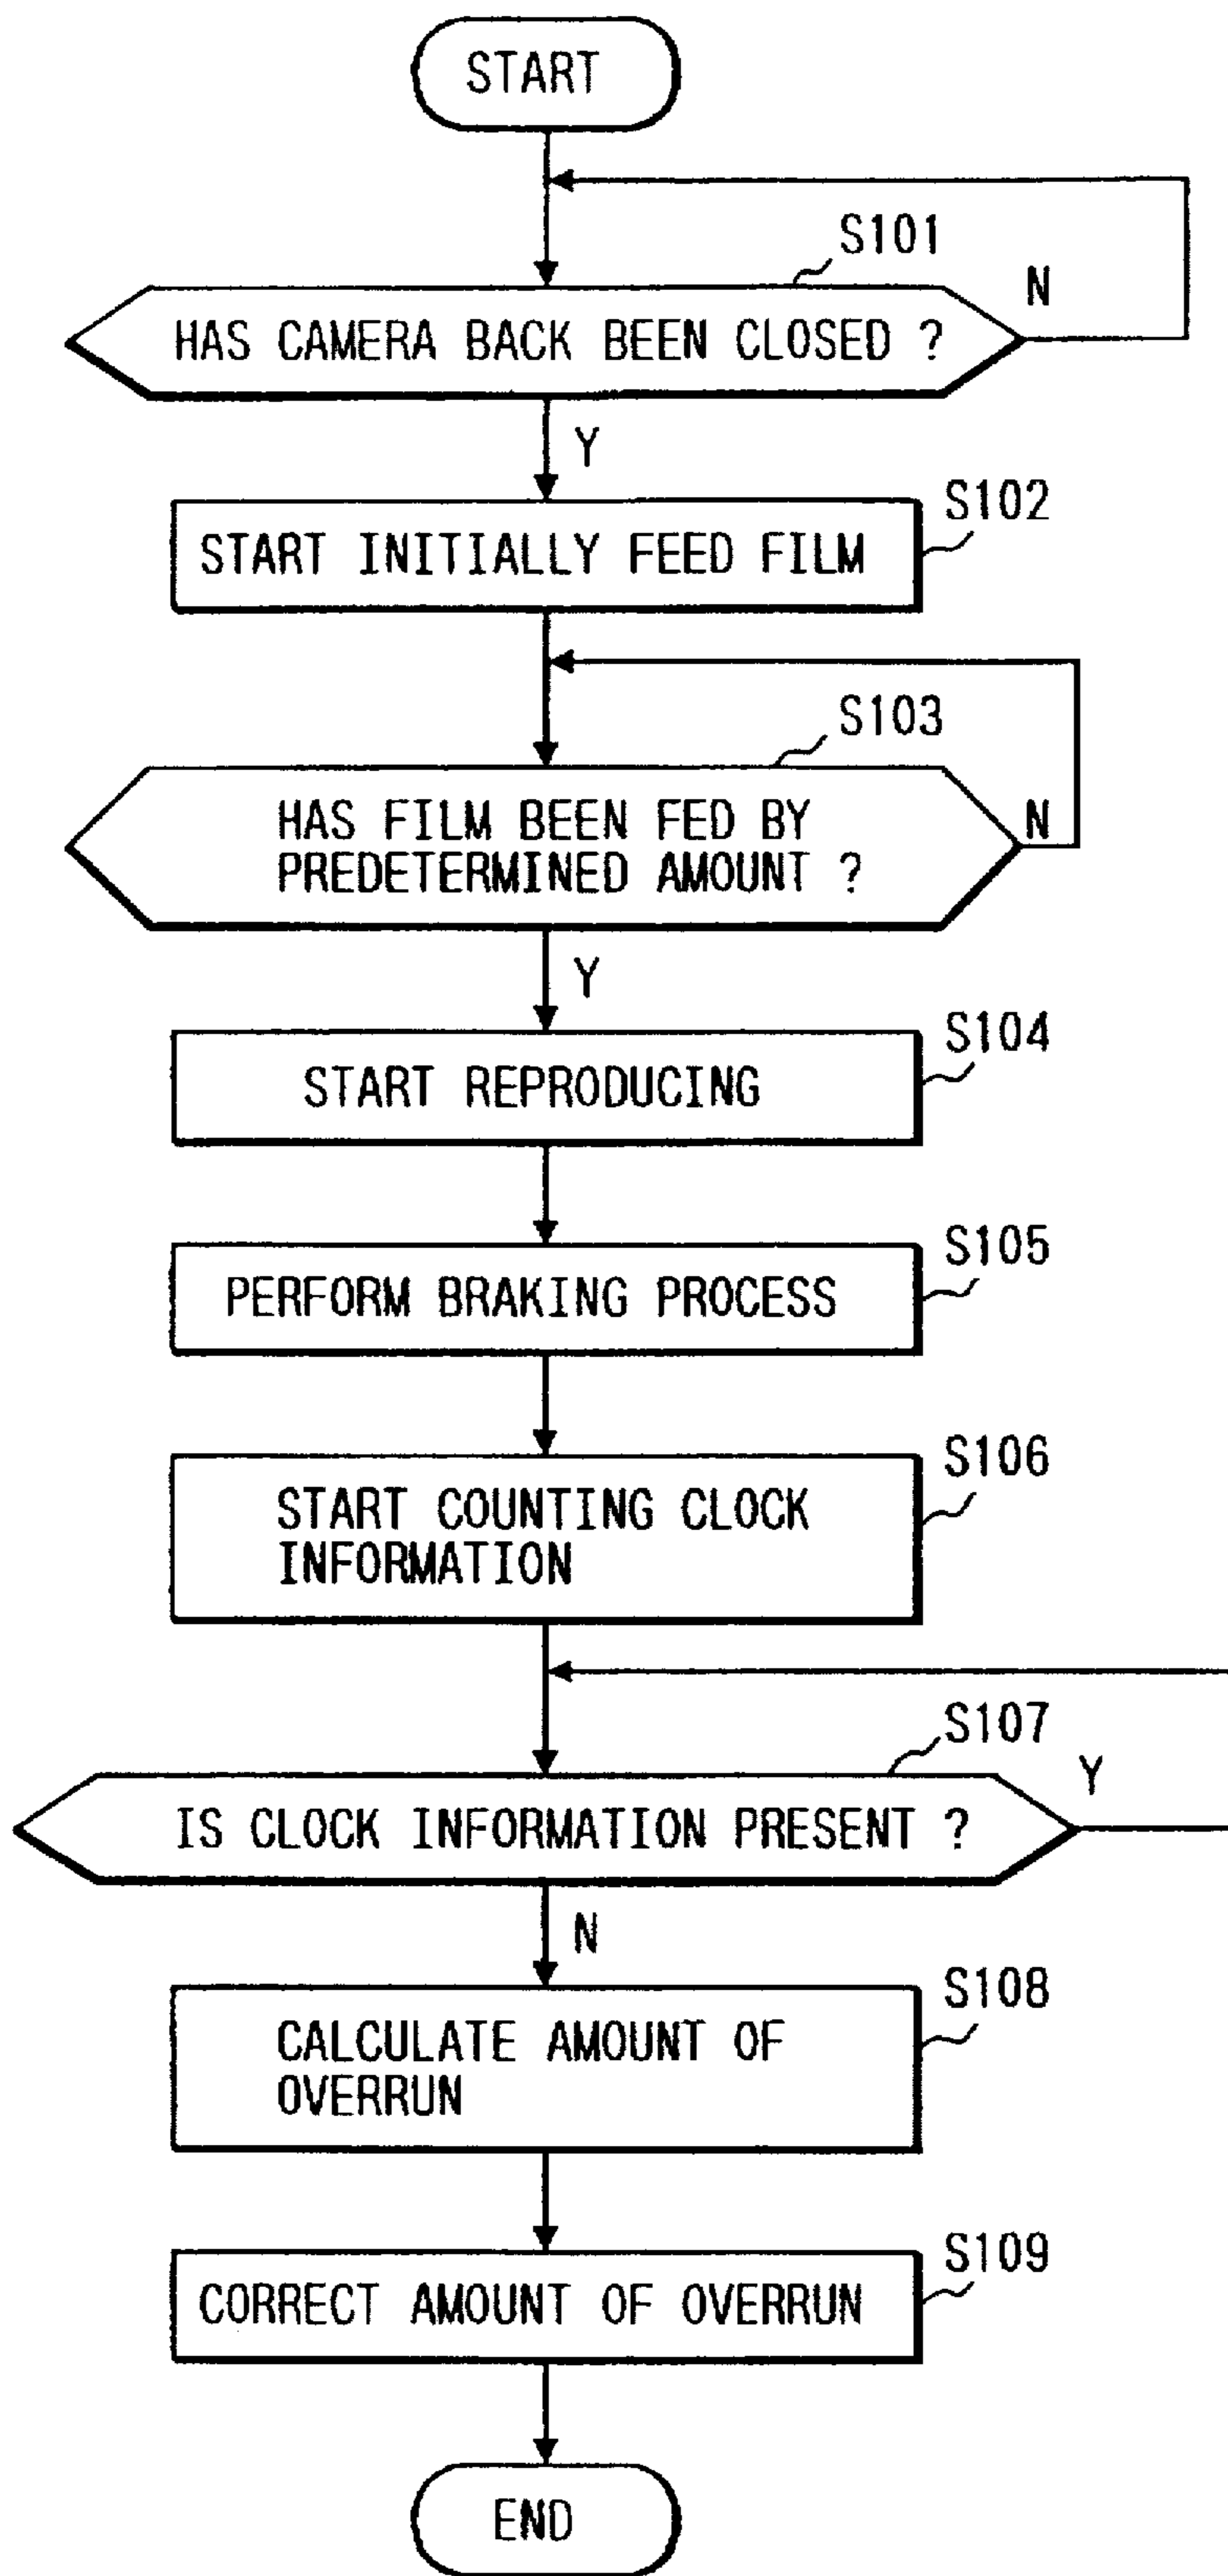 START
S101
N
HAS CAMERA BACK BEEN CLOSED ?
Y
S102
START INITIALLY FEED FILM
S103
HAS FILM BEEN FED BY
PREDETERMINED AMOUNT ?
N
Y
S104
START REPRODUCING
S105
PERFORM BRAKING PROCESS
S106
START COUNTING CLOCK
INFORMATION
S107
Y
IS CLOCK INFORMATION PRESENT ?
N
S108
CALCULATE AMOUNT OF
OVERRUN
S109
CORRECT AMOUNT OF OVERRUN
END